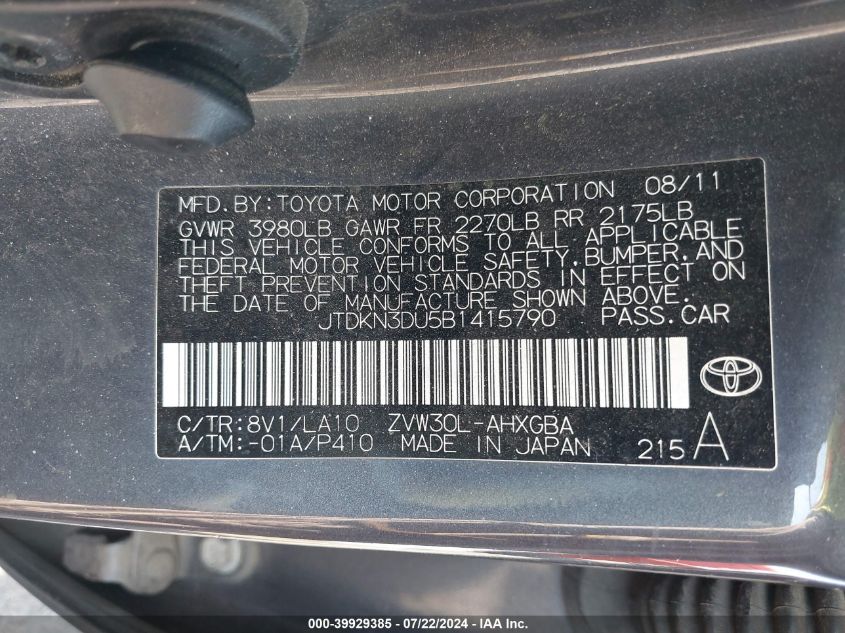 MFD. BY: TOYOTA MOTOR CORPORATION 08/11
GVWR 3980LB GAWR FR 2270LB RR 2175LB
THIS VEHICLE CONFORMS TO ALL APPLICABLE
FEDERAL MOTOR VEHICLE SAFETY, BUMPER, AND
THEFT PREVENTION STANDARDS IN EFFECT ON
THE DATE OF MANUFACTURE SHOWN ABOVE.
JTDKN3DU5B1415790 PASS. CAR
C/TR:8V1/LA10 ZVW30L-AHXGBA
A/TM:-01A/P410 MADE IN JAPAN 215 A
000-39929385 - 07/22/2024 - IAA Inc.